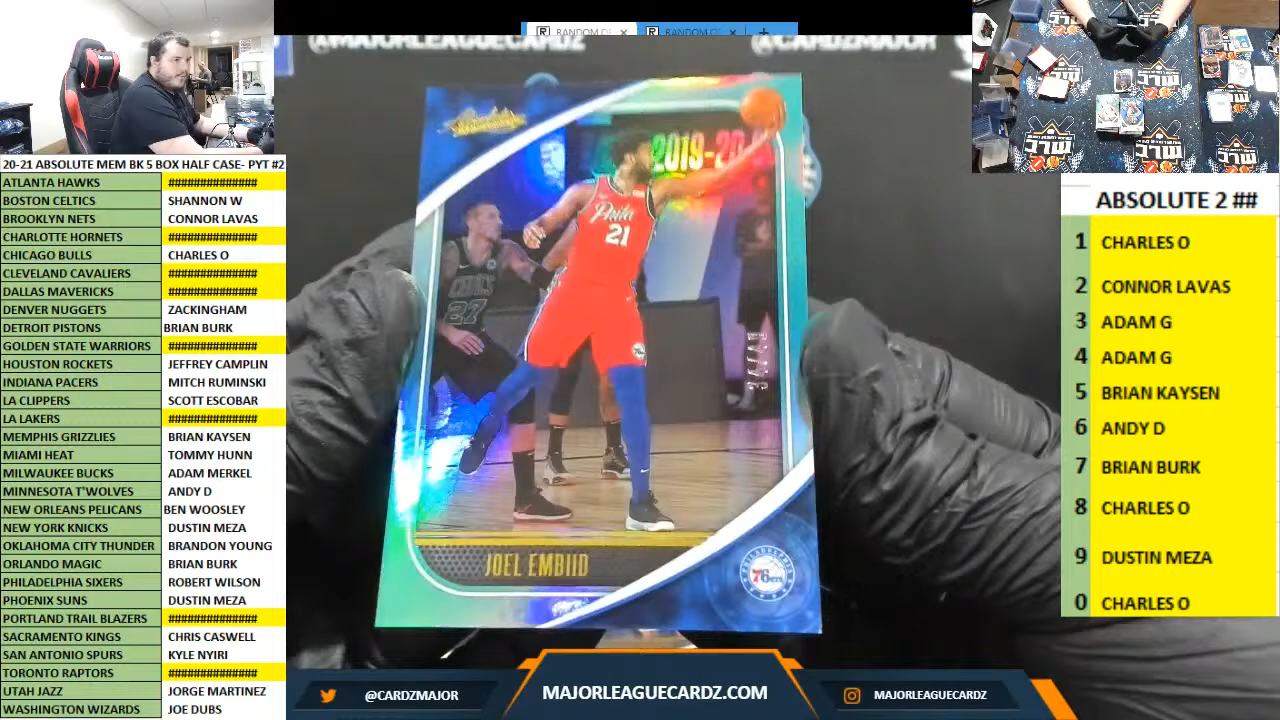 RANDOM
RANDOM
@MAJORLEAGUECARDZ
@CARDZMAJOR
20-21 ABSOLUTE MEM BK 5 BOX HALF CASE- PYT #2
ATLANTA HAWKS ##############
BOSTON CELTICS SHANNON W
BROOKLYN NETS CONNOR LAVAS
CHARLOTTE HORNETS ##############
CHICAGO BULLS CHARLES O
CLEVELAND CAVALIERS ##############
DALLAS MAVERICKS ##############
DENVER NUGGETS ZACKINGHAM
DETROIT PISTONS BRIAN BURK
GOLDEN STATE WARRIORS ##############
HOUSTON ROCKETS JEFFREY CAMPLIN
INDIANA PACERS MITCH RUMINSKI
LA CLIPPERS SCOTT ESCOBAR
LA LAKERS ##############
MEMPHIS GRIZZLIES BRIAN KAYSEN
MIAMI HEAT TOMMY HUNN
MILWAUKEE BUCKS ADAM MERKEL
MINNESOTA T'WOLVES ANDY D
NEW ORLEANS PELICANS BEN WOOSLEY
NEW YORK KNICKS DUSTIN MEZA
OKLAHOMA CITY THUNDER BRANDON YOUNG
ORLANDO MAGIC BRIAN BURK
PHILADELPHIA SIXERS ROBERT WILSON
PHOENIX SUNS DUSTIN MEZA
PORTLAND TRAIL BLAZERS ##############
SACRAMENTO KINGS CHRIS CASWELL
SAN ANTONIO SPURS KYLE NYIRI
TORONTO RAPTORS ##############
UTAH JAZZ JORGE MARTINEZ
WASHINGTON WIZARDS JOE DUBS
2019-20
Phila
21
CELTICS
27
76
JOEL EMBIID
PHILADELPHIA
76ers
ABSOLUTE 2 ##
1 CHARLES O
2 CONNOR LAVAS
3 ADAM G
4 ADAM G
5 BRIAN KAYSEN
6 ANDY D
7 BRIAN BURK
8 CHARLES O
9 DUSTIN MEZA
0 CHARLES O
@CARDZMAJOR
MAJORLEAGUECARDZ.COM
MAJORLEAGUECARDZ